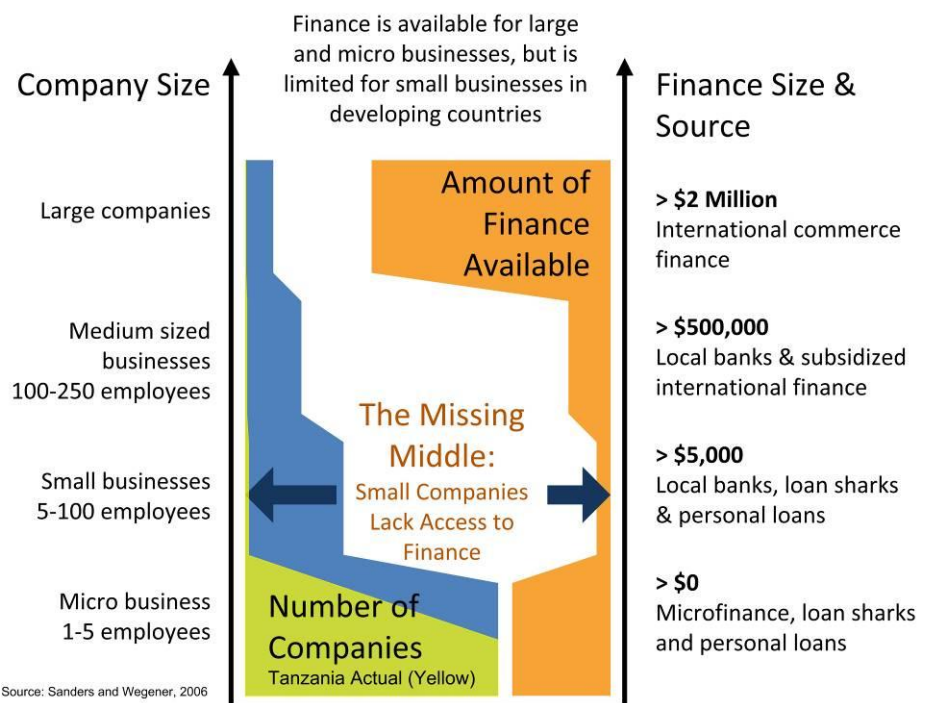 Finance is available for large
and micro businesses, but is
limited for small businesses in
developing countries
Company Size
Finance Size &
Source
Large companies
Amount of
Finance
Available
> $2 Million
International commerce
finance
Medium sized
businesses
100-250 employees
> $500,000
Local banks & subsidized
international finance
The Missing
Middle:
Small Companies
Lack Access to
Finance
Small businesses
5-100 employees
> $5,000
Local banks, loan sharks
& personal loans
Micro business
1-5 employees
Number of
Companies
Tanzania Actual (Yellow)
> $0
Microfinance, loan sharks
and personal loans
Source: Sanders and Wegener, 2006